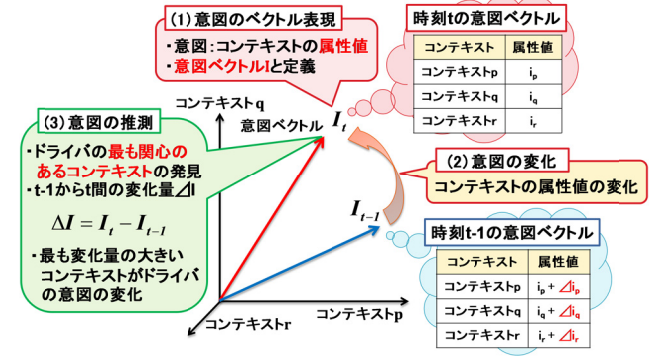 (1)意図のベクトル表現
・意図:コンテキストの属性値
・意図ベクトルIと定義
時刻tの意図ベクトル
コンテキスト 属性値
コンテキストp ip
コンテキストq iq
コンテキストr ir
(3)意図の推測
・ドライバの最も関心の
あるコンテキストの発見
・t-1からt間の変化量⊿I
ΔI = It − It-1
・最も変化量の大きい
コンテキストがドライバ
の意図の変化
コンテキストq
意図ベクトル
It
It-1
コンテキストp
コンテキストr
(2)意図の変化
コンテキストの属性値の変化
時刻t-1の意図ベクトル
コンテキスト 属性値
コンテキストp ip + ⊿ip
コンテキストq iq + ⊿iq
コンテキストr ir + ⊿ir